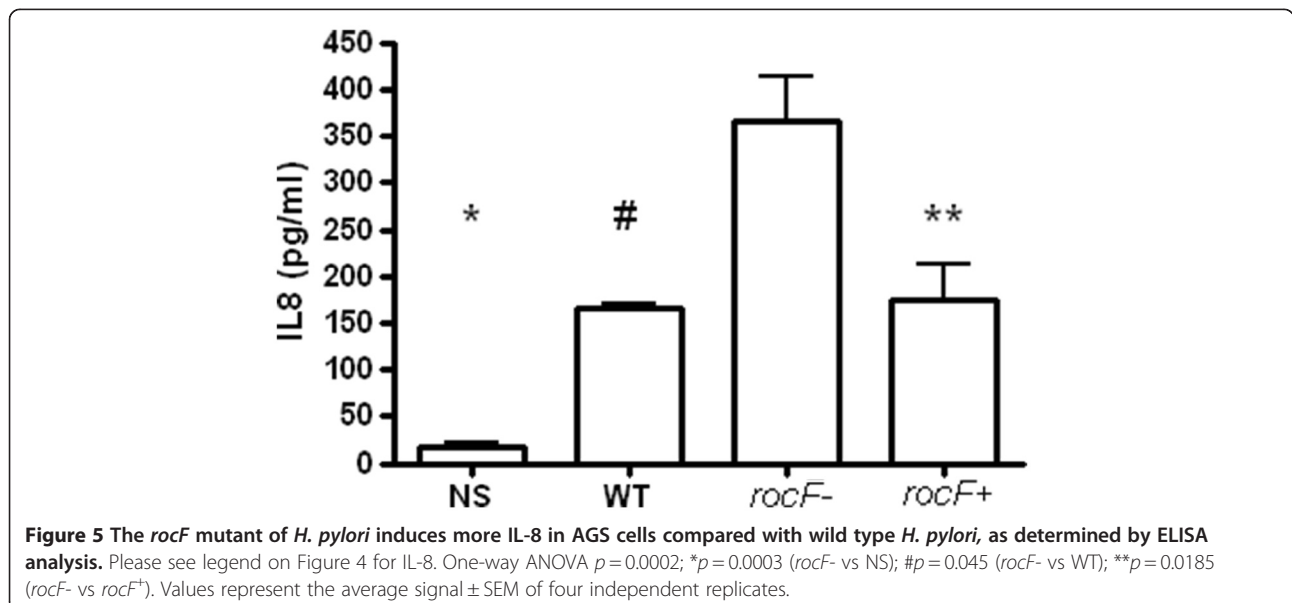 450
400
350
300
250
200
150
100
50
0
IL8 (pg/ml)
*
#
**
NS WT rocF- rocF+
Figure 5 The rocF mutant of H. pylori induces more IL-8 in AGS cells compared with wild type H. pylori, as determined by ELISA
analysis. Please see legend on Figure 4 for IL-8. One-way ANOVA p = 0.0002; *p = 0.0003 (rocF- vs NS); #p = 0.045 (rocF- vs WT); **p = 0.0185
(rocF- vs rocF⁺). Values represent the average signal ± SEM of four independent replicates.